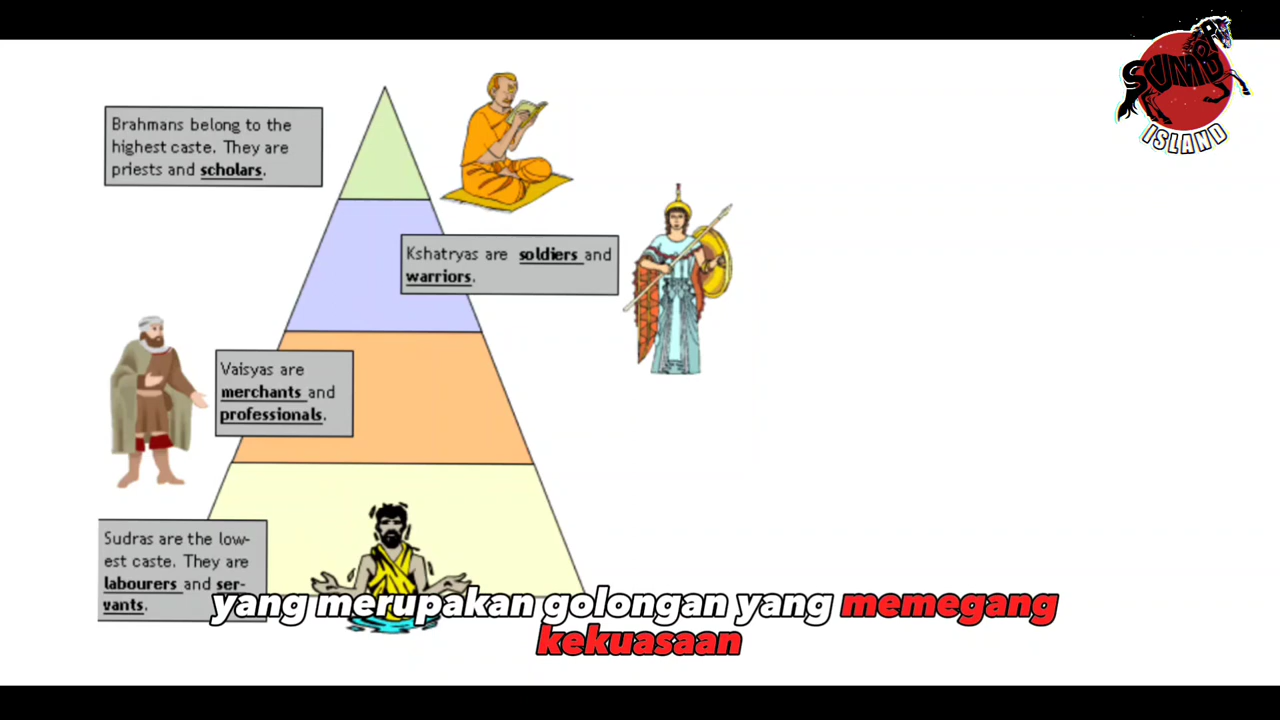 SUMBA
ISLAND
Brahmans belong to the
highest caste. They are
priests and scholars.
Kshatryas are soldiers and
warriors.
Vaisyas are
merchants and
professionals.
Sudras are the low-
est caste. They are
labourers and ser-
vants.
yang merupakan golongan yang memegang
kekuasaan